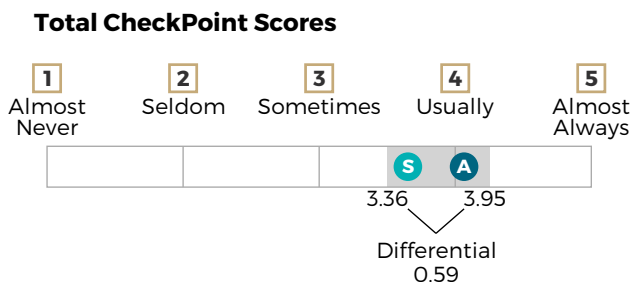 Total CheckPoint Scores
1 2 3 4 5
Almost Never Seldom Sometimes Usually Almost Always
S A
3.36 3.95
Differential
0.59